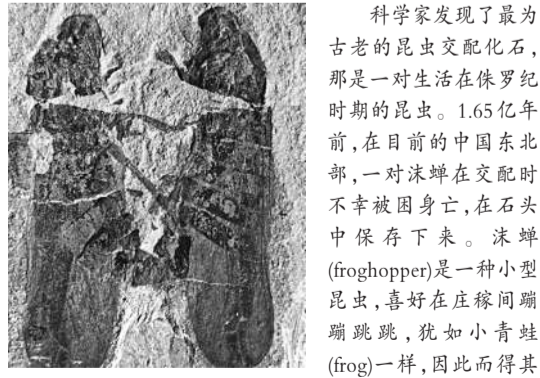 科学家发现了最为
古老的昆虫交配化石，
那是一对生活在侏罗纪
时期的昆虫。1.65亿年
前，在目前的中国东北
部，一对沫蝉在交配时
不幸被困身亡，在石头
中保存下来。沫蝉
(froghopper)是一种小型
昆虫，喜好在庄稼间蹦
蹦跳跳，犹如小青蛙
(frog)一样，因此而得其